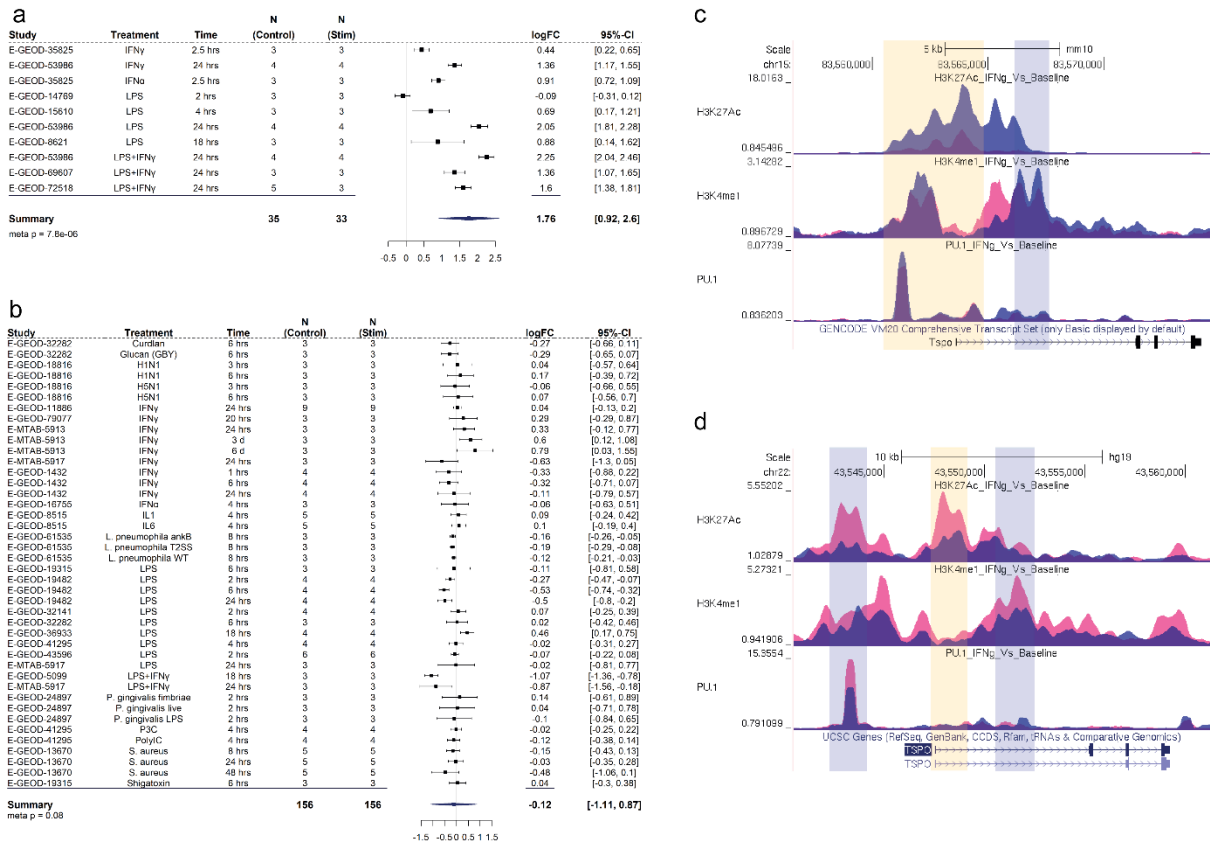 a
N N
Study Treatment Time (Control) (Stim) logFC 95%-CI
E-GEOD-35825 IFNγ 2.5 hrs 3 3 0.44 [0.22, 0.65]
E-GEOD-53986 IFNγ 24 hrs 4 4 1.36 [1.17, 1.55]
E-GEOD-35825 IFNα 2.5 hrs 3 3 0.91 [0.72, 1.09]
E-GEOD-14769 LPS 2 hrs 3 3 -0.09 [-0.31, 0.12]
E-GEOD-15610 LPS 4 hrs 3 3 0.69 [0.17, 1.21]
E-GEOD-53986 LPS 24 hrs 4 4 2.05 [1.81, 2.28]
E-GEOD-8621 LPS 18 hrs 3 3 0.88 [0.14, 1.62]
E-GEOD-53986 LPS+IFNγ 24 hrs 4 4 2.25 [2.04, 2.46]
E-GEOD-69607 LPS+IFNγ 24 hrs 3 3 1.36 [1.07, 1.65]
E-GEOD-72518 LPS+IFNγ 24 hrs 5 3 1.6 [1.38, 1.81]
Summary 35 33 1.76 [0.92, 2.6]
meta p = 7.8e-06
-0.5 0 0.5 1 1.5 2 2.5
b
N N
Study Treatment Time (Control) (Stim) logFC 95%-CI
E-GEOD-32282 Curdlan 6 hrs 3 3 -0.27 [-0.66, 0.11]
E-GEOD-32282 Glucan (GBY) 6 hrs 3 3 -0.29 [-0.65, 0.07]
E-GEOD-18816 H1N1 3 hrs 3 3 0.04 [-0.57, 0.64]
E-GEOD-18816 H1N1 6 hrs 3 3 0.17 [-0.39, 0.72]
E-GEOD-18816 H5N1 3 hrs 3 3 -0.06 [-0.66, 0.55]
E-GEOD-18816 H5N1 6 hrs 3 3 0.07 [-0.56, 0.7]
E-GEOD-11886 IFNγ 24 hrs 9 9 0.04 [-0.13, 0.2]
E-GEOD-79077 IFNγ 20 hrs 3 3 0.29 [-0.29, 0.87]
E-MTAB-5913 IFNγ 24 hrs 3 3 0.33 [-0.12, 0.77]
E-MTAB-5913 IFNγ 3 d 3 3 0.6 [0.12, 1.08]
E-MTAB-5913 IFNγ 6 d 3 3 0.79 [0.03, 1.55]
E-MTAB-5917 IFNγ 24 hrs 3 3 -0.63 [-1.3, 0.05]
E-GEOD-1432 IFNγ 1 hrs 4 4 -0.33 [-0.88, 0.22]
E-GEOD-1432 IFNγ 6 hrs 4 4 -0.32 [-0.71, 0.07]
E-GEOD-1432 IFNγ 24 hrs 4 4 -0.11 [-0.79, 0.57]
E-GEOD-16755 IFNα 4 hrs 3 3 -0.06 [-0.63, 0.51]
E-GEOD-8515 IL1 4 hrs 5 5 0.09 [-0.24, 0.42]
E-GEOD-8515 IL6 4 hrs 5 5 0.1 [-0.19, 0.4]
E-GEOD-61535 L. pneumophila ankB 8 hrs 3 3 -0.16 [-0.26, -0.05]
E-GEOD-61535 L. pneumophila T2SS 8 hrs 3 3 -0.19 [-0.29, -0.08]
E-GEOD-61535 L. pneumophila WT 8 hrs 3 3 -0.12 [-0.21, -0.03]
E-GEOD-19315 LPS 6 hrs 3 3 -0.11 [-0.81, 0.58]
E-GEOD-19482 LPS 2 hrs 4 4 -0.27 [-0.47, -0.07]
E-GEOD-19482 LPS 6 hrs 4 4 -0.53 [-0.74, -0.32]
E-GEOD-19482 LPS 24 hrs 4 4 -0.5 [-0.8, -0.2]
E-GEOD-32141 LPS 2 hrs 4 4 0.07 [-0.25, 0.39]
E-GEOD-32282 LPS 6 hrs 3 3 0.02 [-0.42, 0.46]
E-GEOD-36933 LPS 18 hrs 4 4 0.46 [0.17, 0.75]
E-GEOD-41295 LPS 4 hrs 4 4 -0.02 [-0.31, 0.27]
E-GEOD-43596 LPS 2 hrs 6 6 -0.07 [-0.22, 0.08]
E-MTAB-5917 LPS 24 hrs 3 3 -0.02 [-0.81, 0.77]
E-GEOD-5099 LPS+IFNγ 18 hrs 3 3 -1.07 [-1.36, -0.78]
E-MTAB-5917 LPS+IFNγ 24 hrs 3 3 -0.87 [-1.56, -0.18]
E-GEOD-24897 P. gingivalis fimbriae 2 hrs 3 3 0.14 [-0.61, 0.89]
E-GEOD-24897 P. gingivalis live 2 hrs 3 3 0.04 [-0.71, 0.78]
E-GEOD-24897 P. gingivalis LPS 2 hrs 3 3 -0.1 [-0.84, 0.65]
E-GEOD-41295 P3C 4 hrs 4 4 -0.02 [-0.25, 0.22]
E-GEOD-41295 PolyIC 4 hrs 4 4 -0.12 [-0.38, 0.14]
E-GEOD-13670 S. aureus 8 hrs 5 5 -0.15 [-0.43, 0.13]
E-GEOD-13670 S. aureus 24 hrs 5 5 -0.03 [-0.35, 0.28]
E-GEOD-13670 S. aureus 48 hrs 5 5 -0.48 [-1.06, 0.1]
E-GEOD-19315 Shigatoxin 6 hrs 3 3 0.04 [-0.3, 0.38]
Summary 156 156 -0.12 [-1.11, 0.87]
meta p = 0.08
-1.5 -0.5 0 0.5 1 1.5
c
Scale 5 kb mm10
chr15: 83,560,000 83,565,000 83,570,000
18.0163 H3K27Ac_IFNg_Vs_Baseline
H3K27Ac
0.845496
3.14282 H3K4me1_IFNg_Vs_Baseline
H3K4me1
0.895729
8.07739 PU.1_IFNg_Vs_Baseline
PU.1
0.836203
GENCODE VM20 Comprehensive Transcript Set (only Basic displayed by default)
Tspo
d
Scale 10 kb hg19
chr22: 43,545,000 43,550,000 43,555,000 43,560,000
5.55202 H3K27Ac_IFNg_Vs_Baseline
H3K27Ac
1.02879
5.27321 H3K4me1_IFNg_Vs_Baseline
H3K4me1
0.941906
15.3554 PU.1_IFNg_Vs_Baseline
PU.1
0.791099
UCSC Genes (RefSeq, GenBank, CCDS, Rfam, tRNAs & Comparative Genomics)
TSPO
TSPO